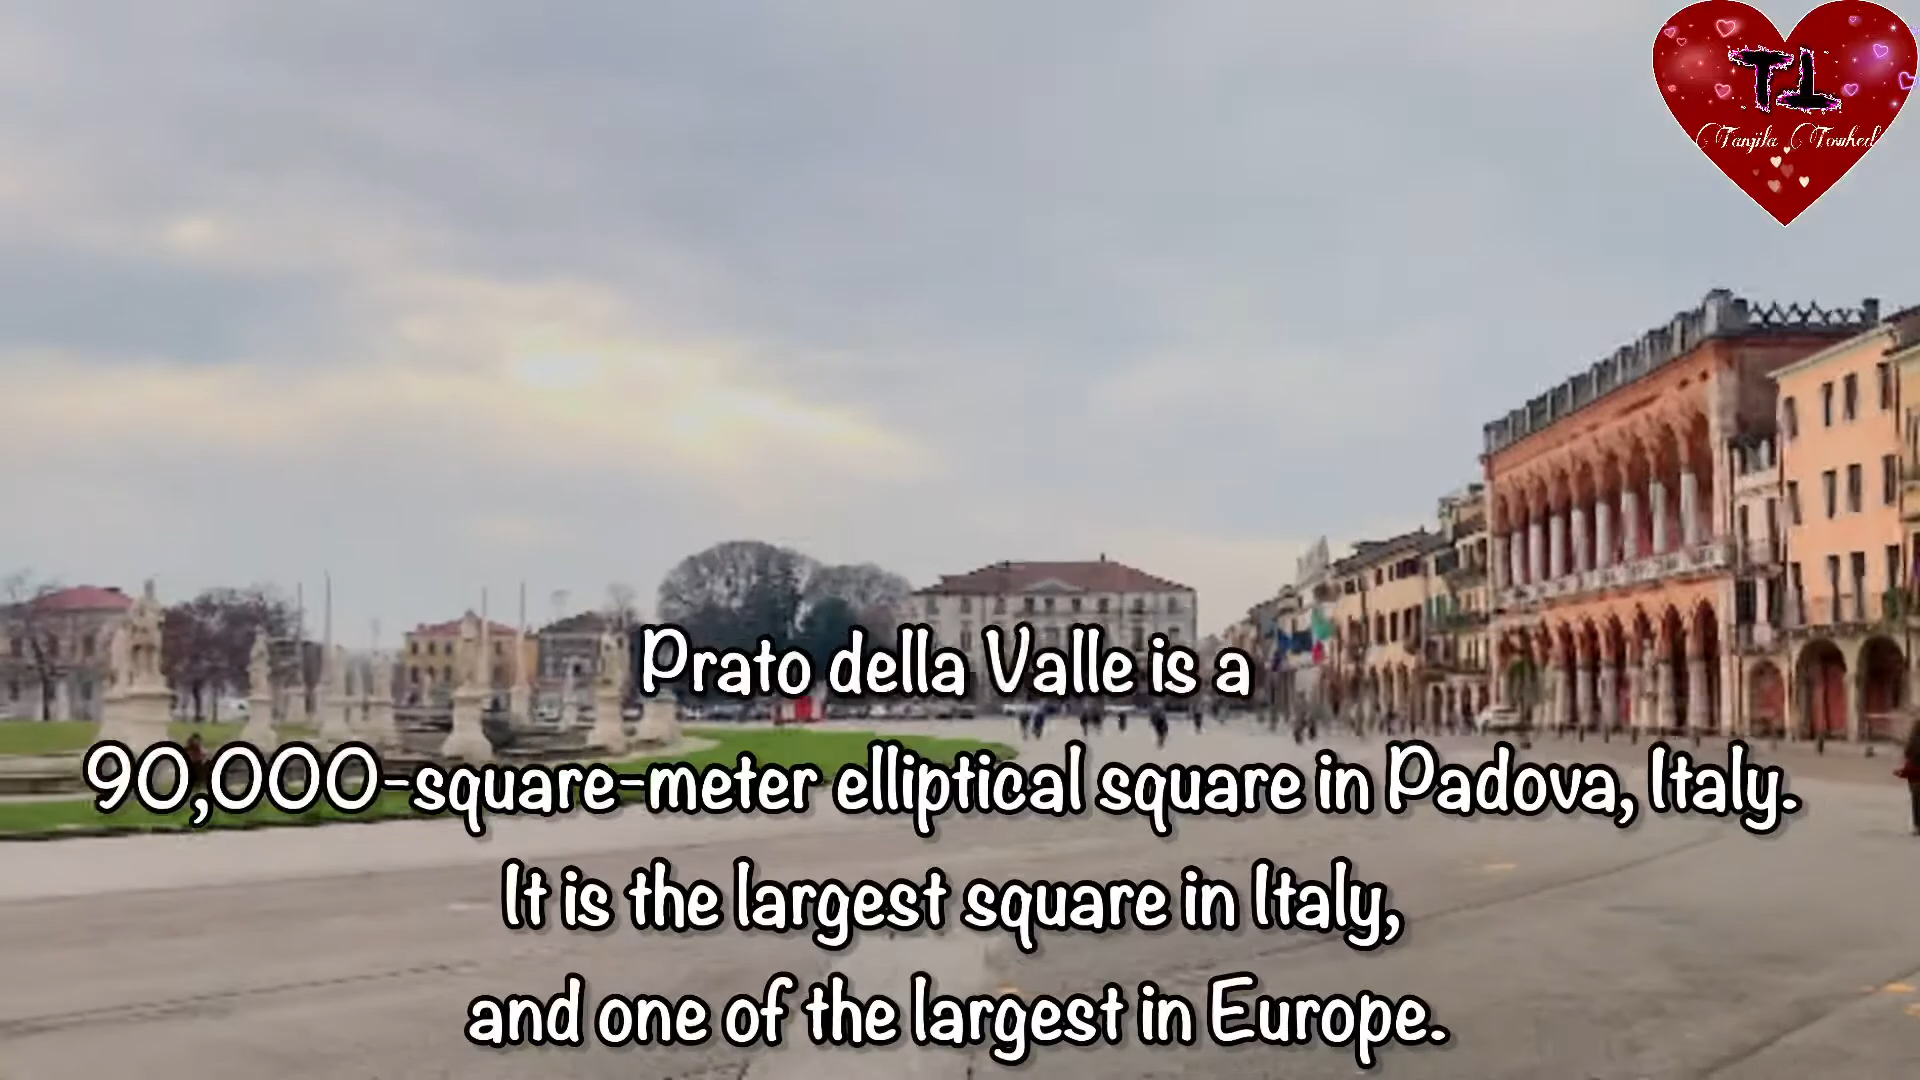 TL
Tanjila Towhed
Prato della Valle is a
90,000-square-meter elliptical square in Padova, Italy.
It is the largest square in Italy,
and one of the largest in Europe.